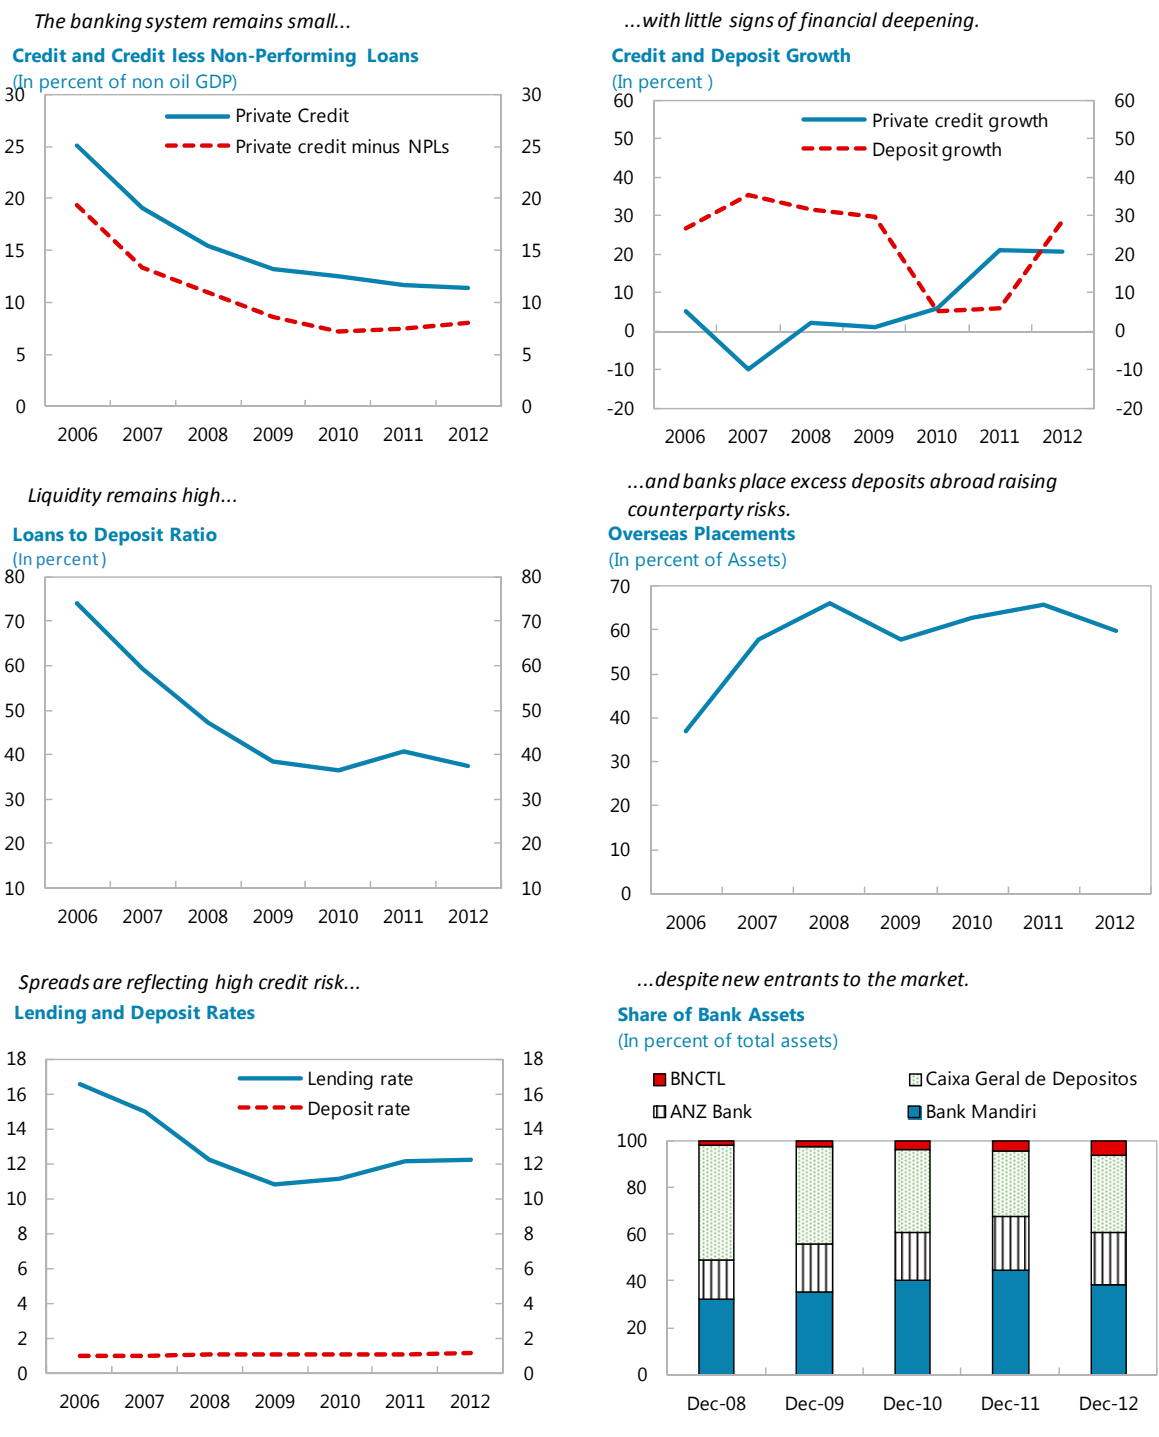 The banking system remains small...
Credit and Credit less Non-Performing Loans
(In percent of non oil GDP)
Private Credit
Private credit minus NPLs
30
25
20
15
10
5
0
30
25
20
15
10
5
0
2006 2007 2008 2009 2010 2011 2012
...with little signs of financial deepening.
Credit and Deposit Growth
(In percent )
Private credit growth
Deposit growth
60
50
40
30
20
10
0
-10
-20
60
50
40
30
20
10
0
-10
-20
2006 2007 2008 2009 2010 2011 2012
Liquidity remains high...
Loans to Deposit Ratio
(In percent )
80
70
60
50
40
30
20
10
80
70
60
50
40
30
20
10
2006 2007 2008 2009 2010 2011 2012
...and banks place excess deposits abroad raising
counterparty risks.
Overseas Placements
(In percent of Assets)
70
60
50
40
30
20
10
0
2006 2007 2008 2009 2010 2011 2012
Spreads are reflecting high credit risk...
Lending and Deposit Rates
Lending rate
Deposit rate
18
16
14
12
10
8
6
4
2
0
18
16
14
12
10
8
6
4
2
0
2006 2007 2008 2009 2010 2011 2012
...despite new entrants to the market.
Share of Bank Assets
(In percent of total assets)
BNCTL Caixa Geral de Depositos
ANZ Bank Bank Mandiri
100
80
60
40
20
0
Dec-08 Dec-09 Dec-10 Dec-11 Dec-12